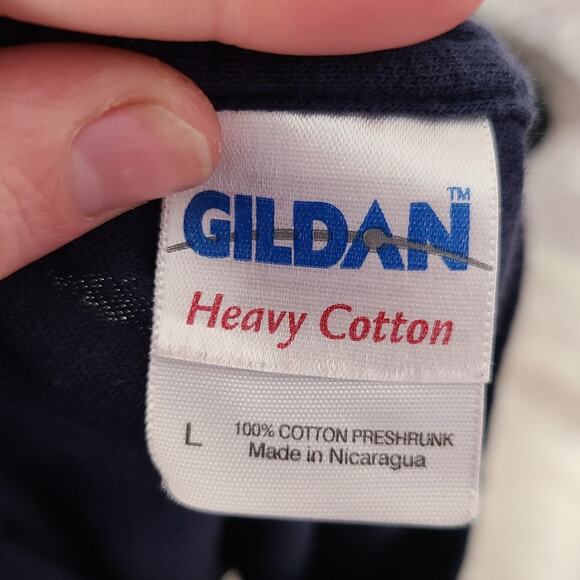 GILDAN™
Heavy Cotton
L 100% COTTON PRESHRUNK
Made in Nicaragua